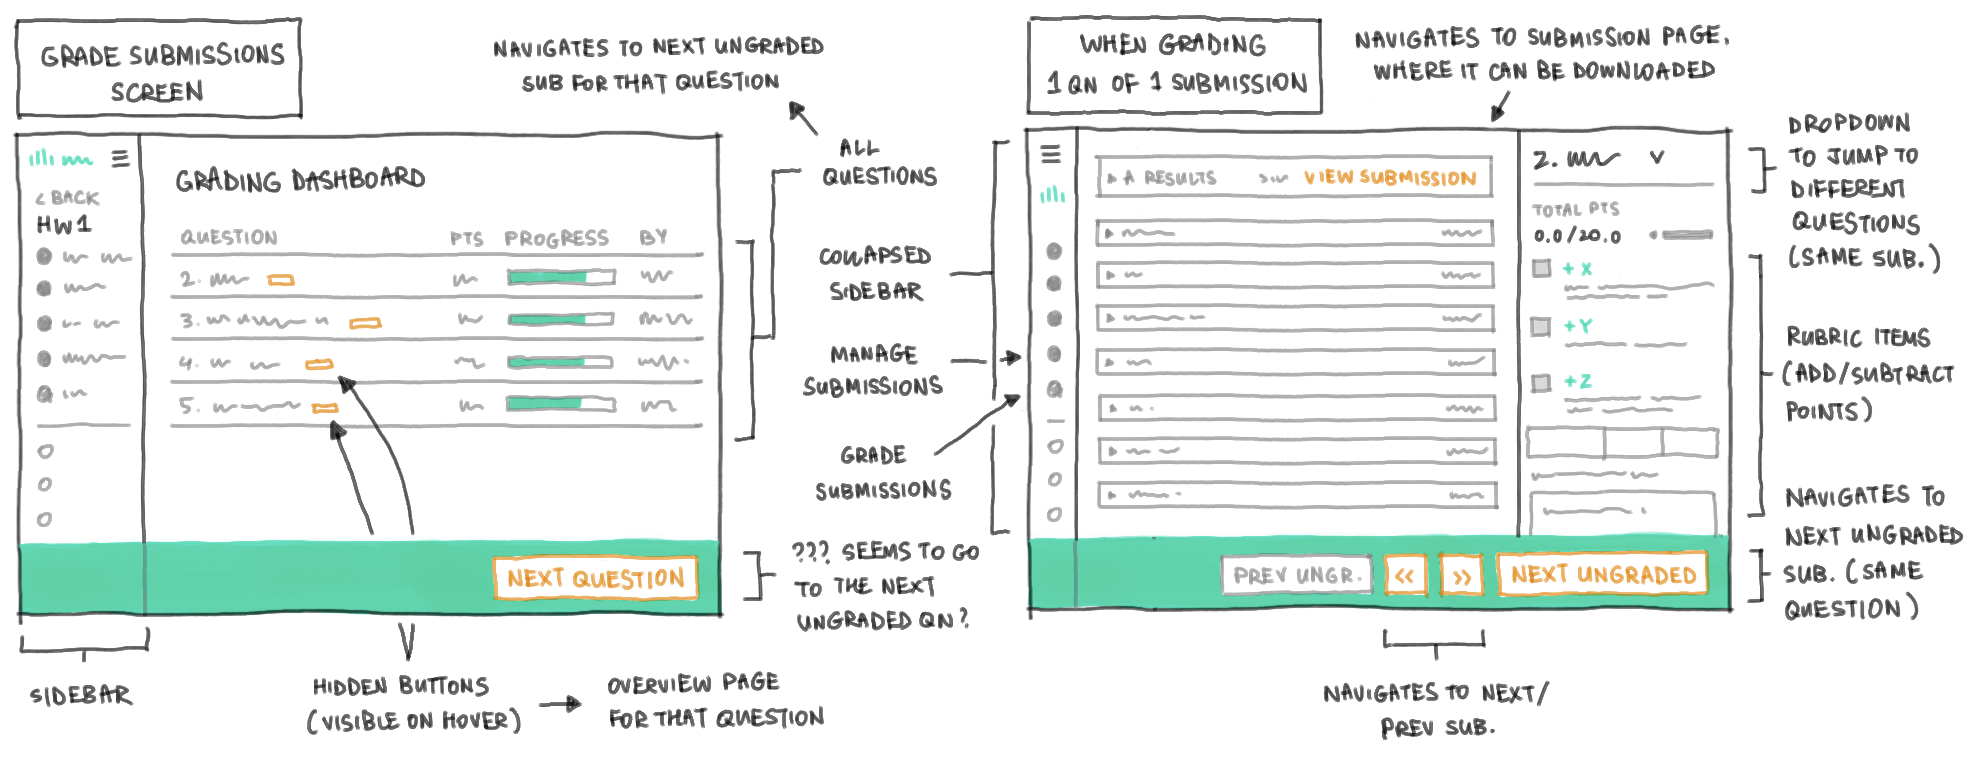 GRADE SUBMISSIONS
SCREEN
NAVIGATES TO NEXT UNGRADED
SUB FOR THAT QUESTION
ALL
QUESTIONS
< BACK
HW1
GRADING DASHBOARD
QUESTION PTS PROGRESS BY
2.
3.
4.
5.
NEXT QUESTION
SIDEBAR
HIDDEN BUTTONS
(VISIBLE ON HOVER)
OVERVIEW PAGE
FOR THAT QUESTION
??? SEEMS TO GO
TO THE NEXT
UNGRADED QN?
COLLAPSED
SIDEBAR
MANAGE
SUBMISSIONS
GRADE
SUBMISSIONS
WHEN GRADING
1 QN OF 1 SUBMISSION
NAVIGATES TO SUBMISSION PAGE,
WHERE IT CAN BE DOWNLOADED
A RESULTS
VIEW SUBMISSION
2.
TOTAL PTS
0.0/20.0
+X
+Y
+Z
PREV UNGR.
<<
>>
NEXT UNGRADED
NAVIGATES TO NEXT/
PREV SUB.
DROPDOWN
TO JUMP TO
DIFFERENT
QUESTIONS
(SAME SUB.)
RUBRIC ITEMS
(ADD/SUBTRACT
POINTS)
NAVIGATES TO
NEXT UNGRADED
SUB. (SAME
QUESTION)